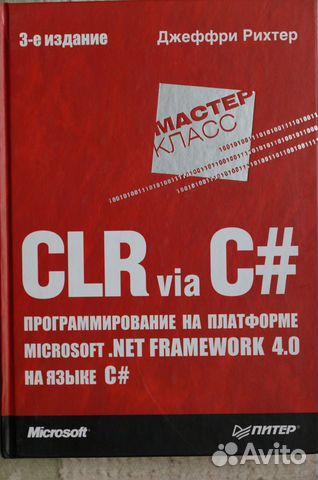 3-е издание
Джеффри Рихтер
МАСТЕР
КЛАСС
CLR via C#
ПРОГРАММИРОВАНИЕ НА ПЛАТФОРМЕ
MICROSOFT .NET FRAMEWORK 4.0
НА ЯЗЫКЕ C#
Microsoft®
ПИТЕР®
Avito